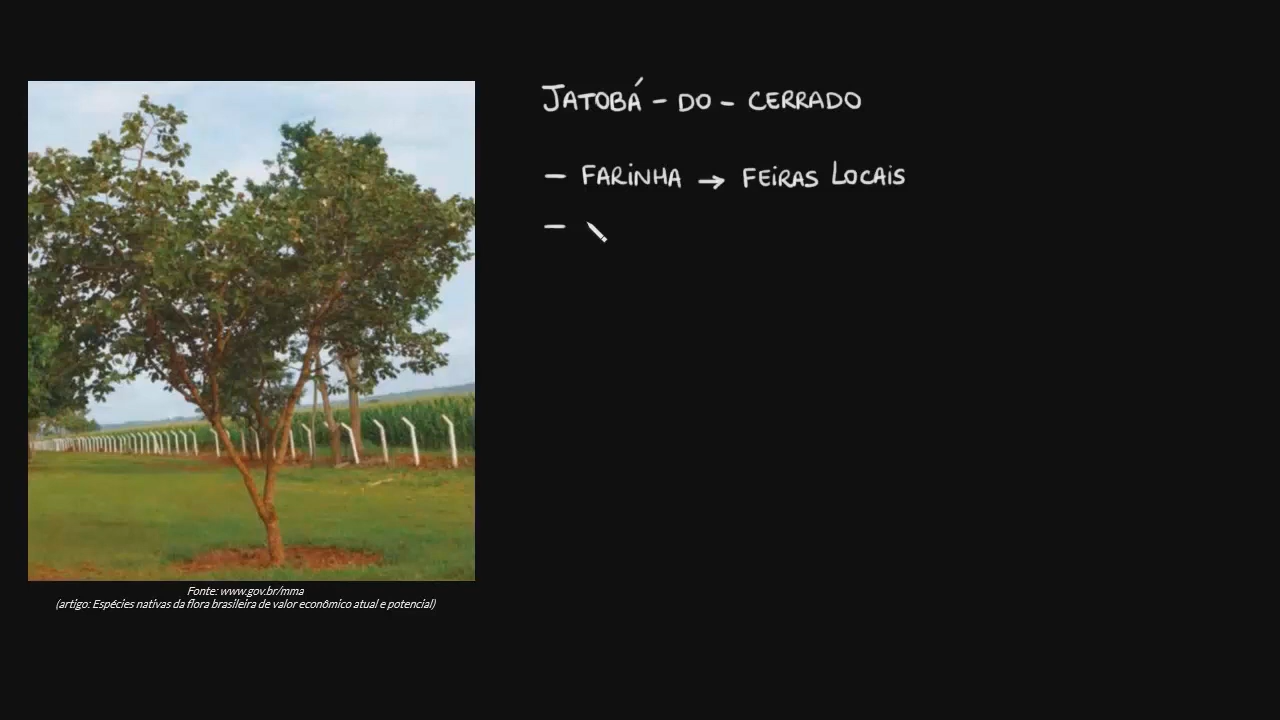 JATOBÁ - DO - CERRADO
- FARINHA → FEIRAS LOCAIS
-
Fonte: www.gov.br/mma
(artigo: Espécies nativas da flora brasileira de valor econômico atual e potencial)